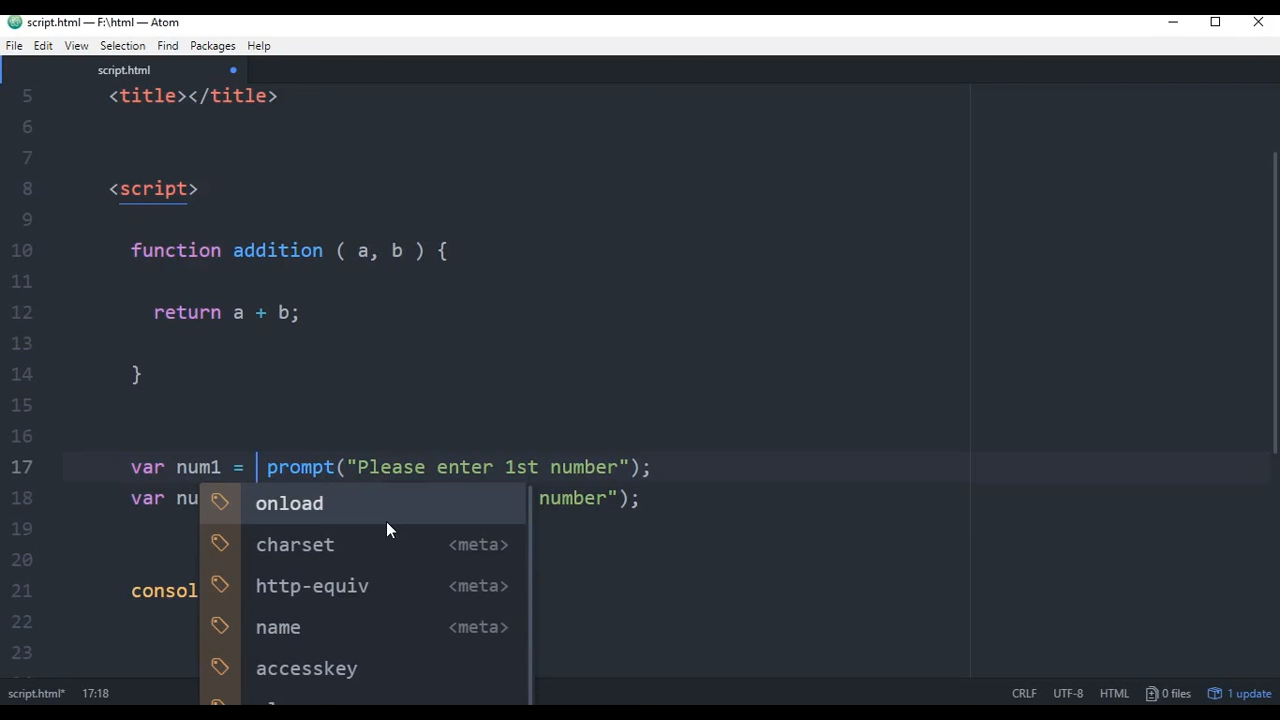 script.html — F:\html — Atom
File Edit View Selection Find Packages Help
script.html
5 <title></title>
6
7
8 <script>
9
10 function addition ( a, b ) {
11
12 return a + b;
13
14 }
15
16
17 var num1 = prompt("Please enter 1st number");
18 var nu number");
onload
19
charset <meta>
20
http-equiv <meta>
21 consol
22
name <meta>
23
accesskey
script.html* 17:18 CRLF UTF-8 HTML 0 files 1 update